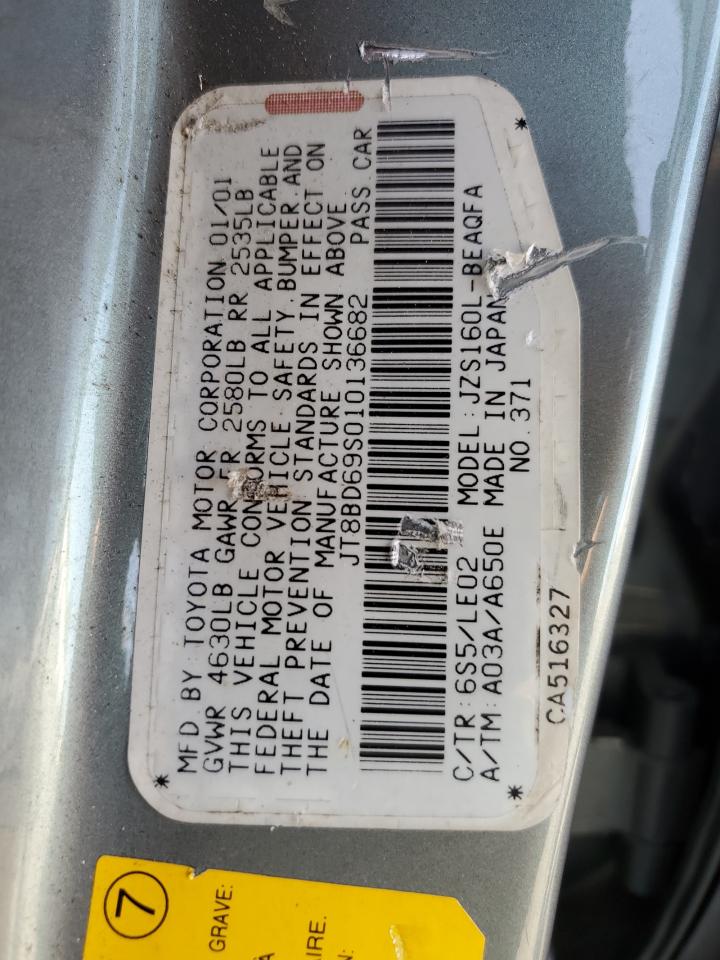 MFD BY: TOYOTA MOTOR CORPORATION 01/01
GVWR 4630LB GAWR FR 2580LB RR 2535LB
THIS VEHICLE CONFORMS TO ALL APPLICABLE
FEDERAL MOTOR VEHICLE SAFETY, BUMPER, AND
THEFT PREVENTION STANDARDS IN EFFECT ON
THE DATE OF MANUFACTURE SHOWN ABOVE.
JT8BD69S010136682 PASS. CAR
C/TR: 6S5/LE02 MODEL: JZS160L-BEAQFA
A/TM: A03A/A650E MADE IN JAPAN
NO. 371
CA516327
7
GRAVE:
AIRE.
N:
A